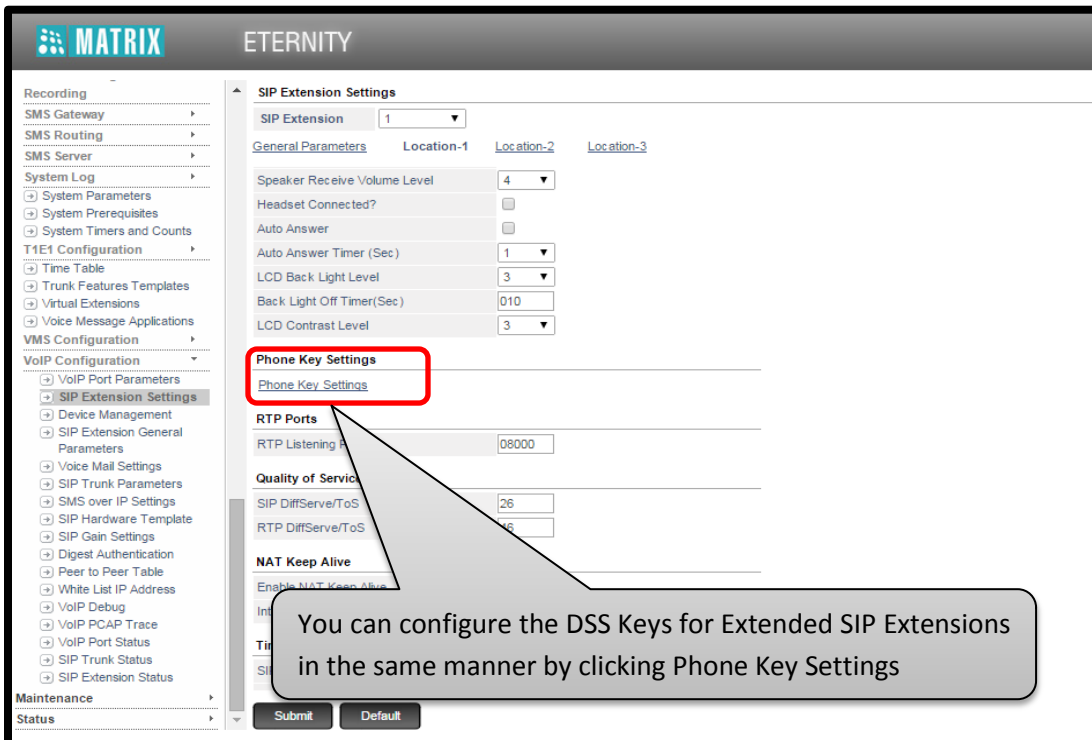 MATRIX ETERNITY
Recording
SMS Gateway
SMS Routing
SMS Server
System Log
System Parameters
System Prerequisites
System Timers and Counts
T1E1 Configuration
Time Table
Trunk Features Templates
Virtual Extensions
Voice Message Applications
VMS Configuration
VoIP Configuration
VoIP Port Parameters
SIP Extension Settings
Device Management
SIP Extension General
Parameters
Voice Mail Settings
SIP Trunk Parameters
SMS over IP Settings
SIP Hardware Template
SIP Gain Settings
Digest Authentication
Peer to Peer Table
White List IP Address
VoIP Debug
VoIP PCAP Trace
VoIP Port Status
SIP Trunk Status
SIP Extension Status
Maintenance
Status
SIP Extension Settings
SIP Extension 1
General Parameters Location-1 Location-2 Location-3
Speaker Receive Volume Level 4
Headset Connected?
Auto Answer
Auto Answer Timer (Sec) 1
LCD Back Light Level 3
Back Light Off Timer(Sec) 010
LCD Contrast Level 3
Phone Key Settings
Phone Key Settings
RTP Ports
RTP Listening 08000
Quality of Service
SIP DiffServe/ToS 26
RTP DiffServe/ToS 46
NAT Keep Alive
Enable NAT Keep Alive
You can configure the DSS Keys for Extended SIP Extensions
in the same manner by clicking Phone Key Settings
Submit Default